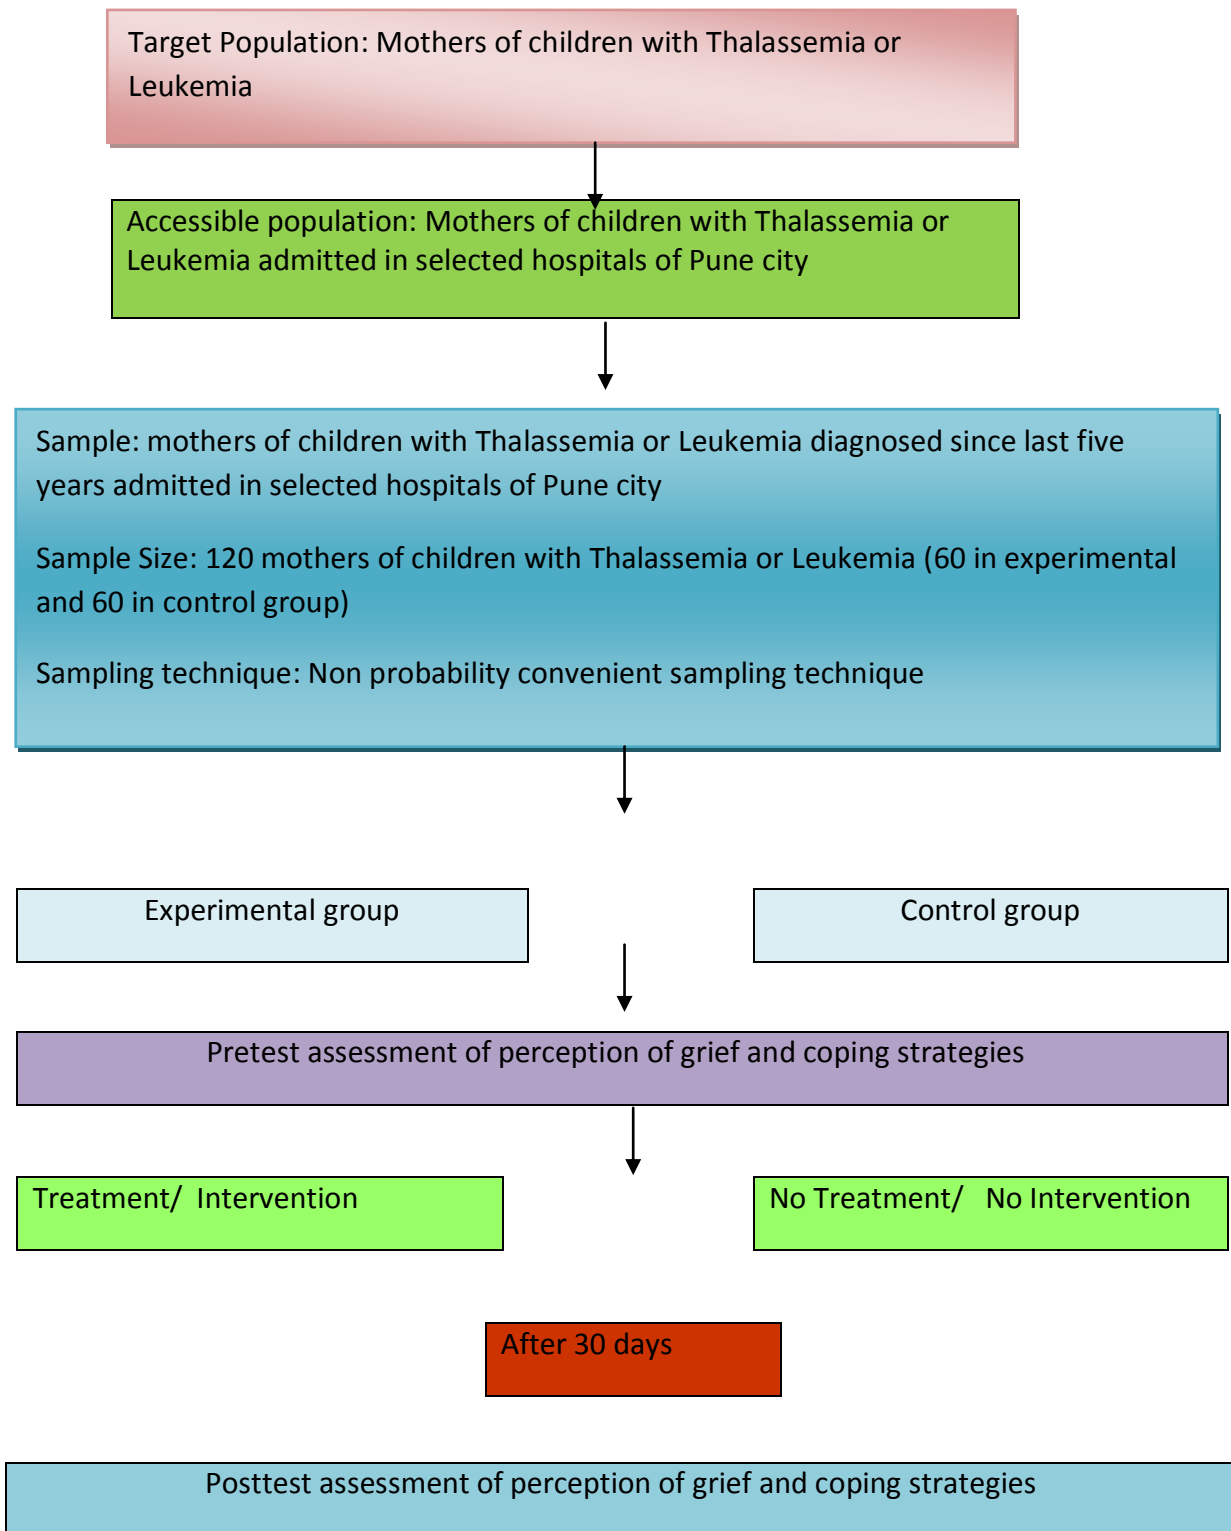 Target Population: Mothers of children with Thalassemia or
Leukemia
Accessible population: Mothers of children with Thalassemia or
Leukemia admitted in selected hospitals of Pune city
Sample: mothers of children with Thalassemia or Leukemia diagnosed since last five
years admitted in selected hospitals of Pune city
Sample Size: 120 mothers of children with Thalassemia or Leukemia (60 in experimental
and 60 in control group)
Sampling technique: Non probability convenient sampling technique
Experimental group
Control group
Pretest assessment of perception of grief and coping strategies
Treatment/ Intervention
No Treatment/ No Intervention
After 30 days
Posttest assessment of perception of grief and coping strategies